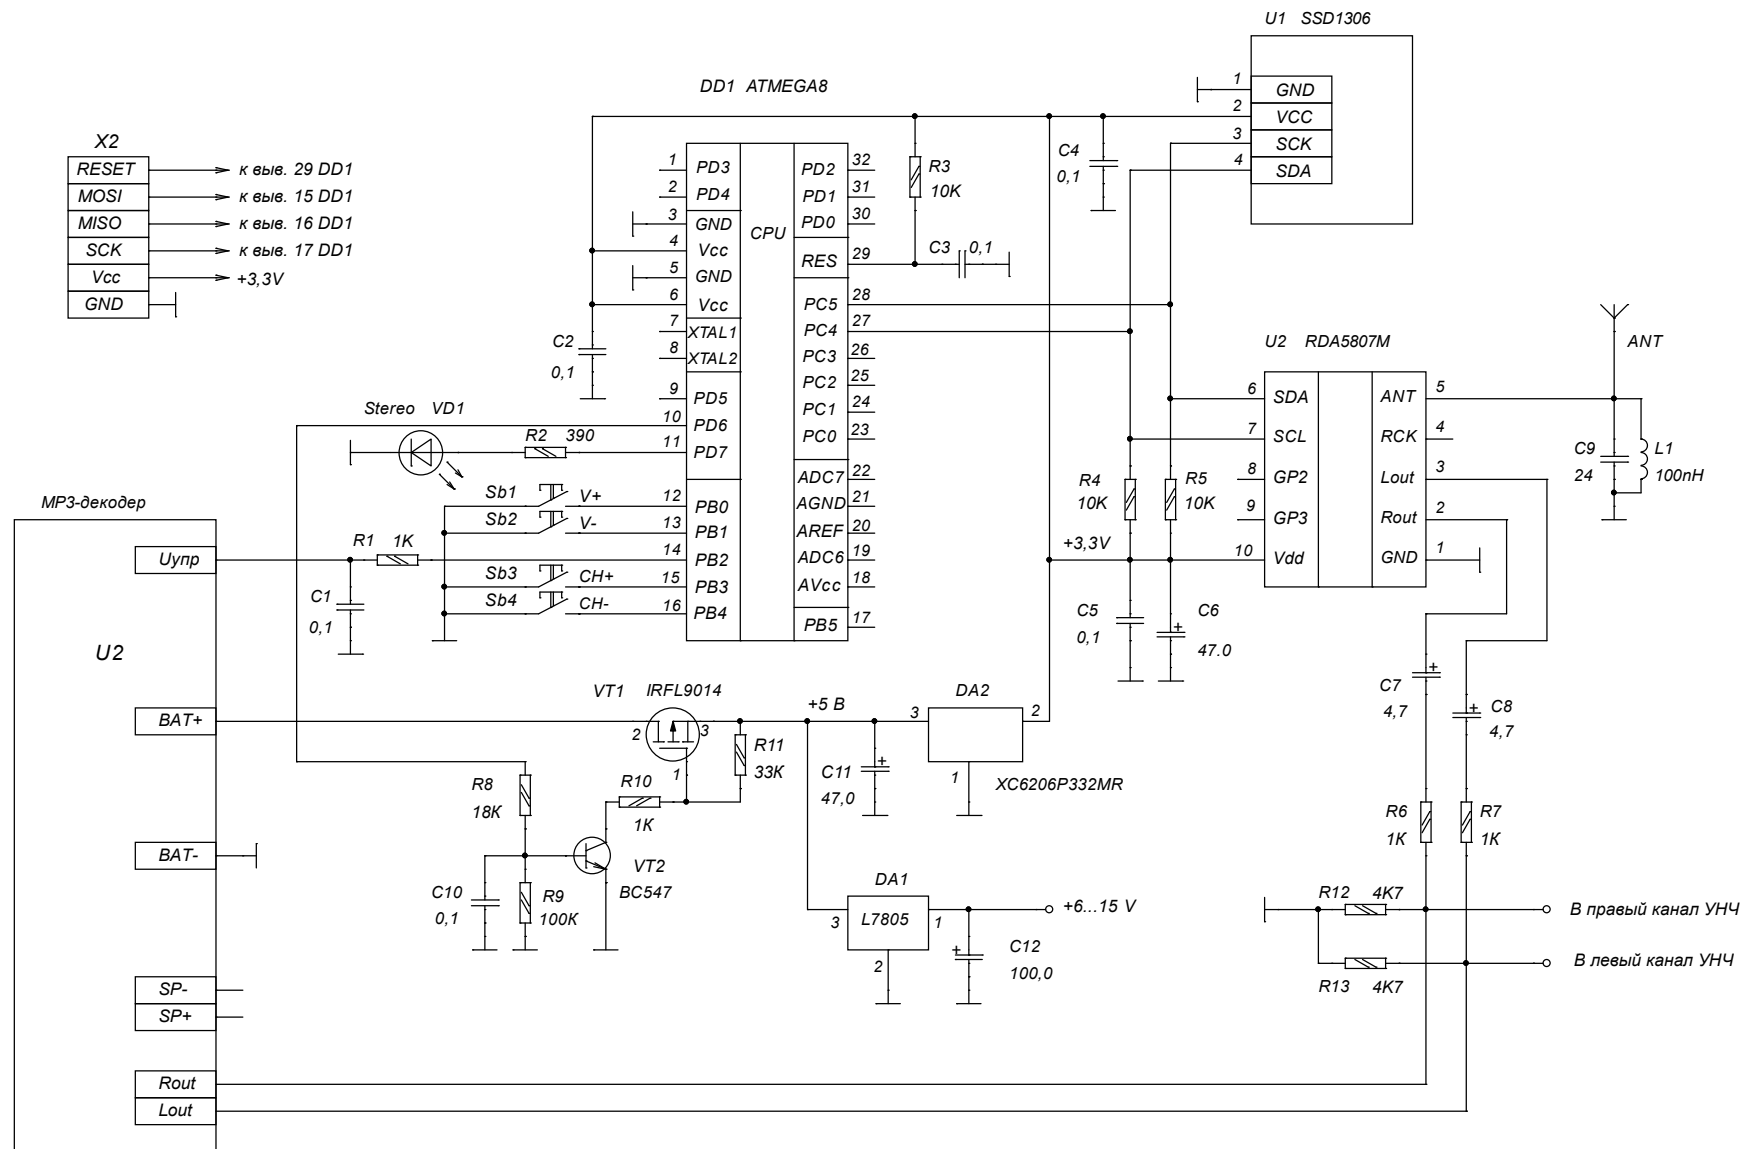 U1 SSD1306
1 GND
2 VCC
3 SCK
4 SDA
DD1 ATMEGA8
X2
RESET к выв. 29 DD1
MOSI к выв. 15 DD1
MISO к выв. 16 DD1
SCK к выв. 17 DD1
Vcc +3,3V
GND
CPU
1 PD3
2 PD4
3 GND
4 Vcc
5 GND
6 Vcc
7 XTAL1
8 XTAL2
9 PD5
10 PD6
11 PD7
12 PB0
13 PB1
14 PB2
15 PB3
16 PB4
PD2 32
PD1 31
PD0 30
RES 29
PC5 28
PC4 27
PC3 26
PC2 25
PC1 24
PC0 23
ADC7 22
AGND 21
AREF 20
ADC6 19
AVcc 18
PB5 17
R3
10K
C3 0,1
C4
0,1
C2
0,1
Stereo VD1
R2 390
Sb1 V+
Sb2 V-
Sb3 CH+
Sb4 CH-
R1 1K
C1
0,1
U2 RDA5807M
6 SDA
7 SCL
8 GP2
9 GP3
10 Vdd
ANT 5
RCK 4
Lout 3
Rout 2
GND 1
ANT
C9
24
L1
100nH
R4
10K
R5
10K
+3,3V
C5
0,1
C6
+
47.0
MP3-декодер
Uупр
U2
BAT+
BAT-
SP-
SP+
Rout
Lout
VT1 IRFL9014
2
3
1
+5 В
R11
33К
C11
+
47,0
DA2
3
2
1
XC6206P332MR
R8
18K
R10
1K
VT2
BC547
C10
0,1
R9
100K
DA1
L7805
3
1
2
+6...15 V
C12
+
100,0
C7
+
4,7
C8
+
4,7
R6
1K
R7
1K
R12 4K7
R13 4K7
В правый канал УНЧ
В левый канал УНЧ